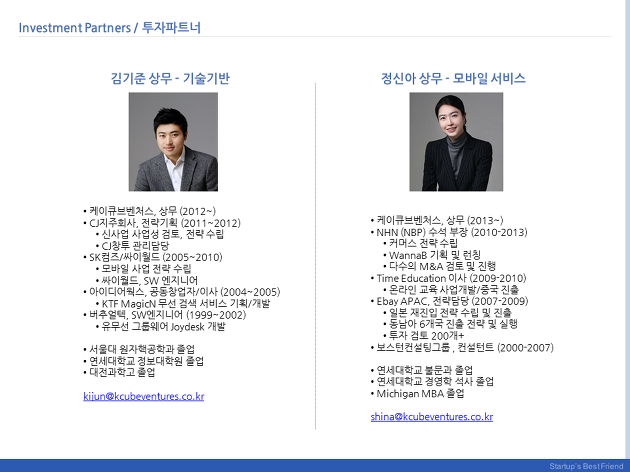 Investment Partners / 투자파트너
김기준 상무 - 기술기반
• 케이큐브벤처스, 상무 (2012~)
• CJ지주회사, 전략기획 (2011~2012)
• 신사업 사업성 검토, 전략 수립
• CJ창투 관리담당
• SK컴즈/싸이월드 (2005~2010)
• 모바일 사업 전략 수립
• 싸이월드, SW 엔지니어
• 아이디어웍스, 공동창업자/이사 (2004~2005)
• KTF MagicN 무선 검색 서비스 기획/개발
• 버추얼텍, SW엔지니어 (1999~2002)
• 유무선 그룹웨어 Joydesk 개발
• 서울대 원자핵공학과 졸업
• 연세대학교 정보대학원 졸업
• 대전과학고 졸업
kijun@kcubeventures.co.kr
정신아 상무 - 모바일 서비스
• 케이큐브벤처스, 상무 (2013~)
• NHN (NBP) 수석 부장 (2010-2013)
• 커머스 전략 수립
• WannaB 기획 및 런칭
• 다수의 M&A 검토 및 진행
• Time Education 이사 (2009-2010)
• 온라인 교육 사업개발/중국 진출
• Ebay APAC, 전략담당 (2007-2009)
• 일본 재진입 전략 수립 및 진출
• 동남아 6개국 진출 전략 및 실행
• 투자 검토 200개+
• 보스턴컨설팅그룹 , 컨설턴트 (2000-2007)
• 연세대학교 불문과 졸업
• 연세대학교 경영학 석사 졸업
• Michigan MBA 졸업
shina@kcubeventures.co.kr
Startup's Best Friend